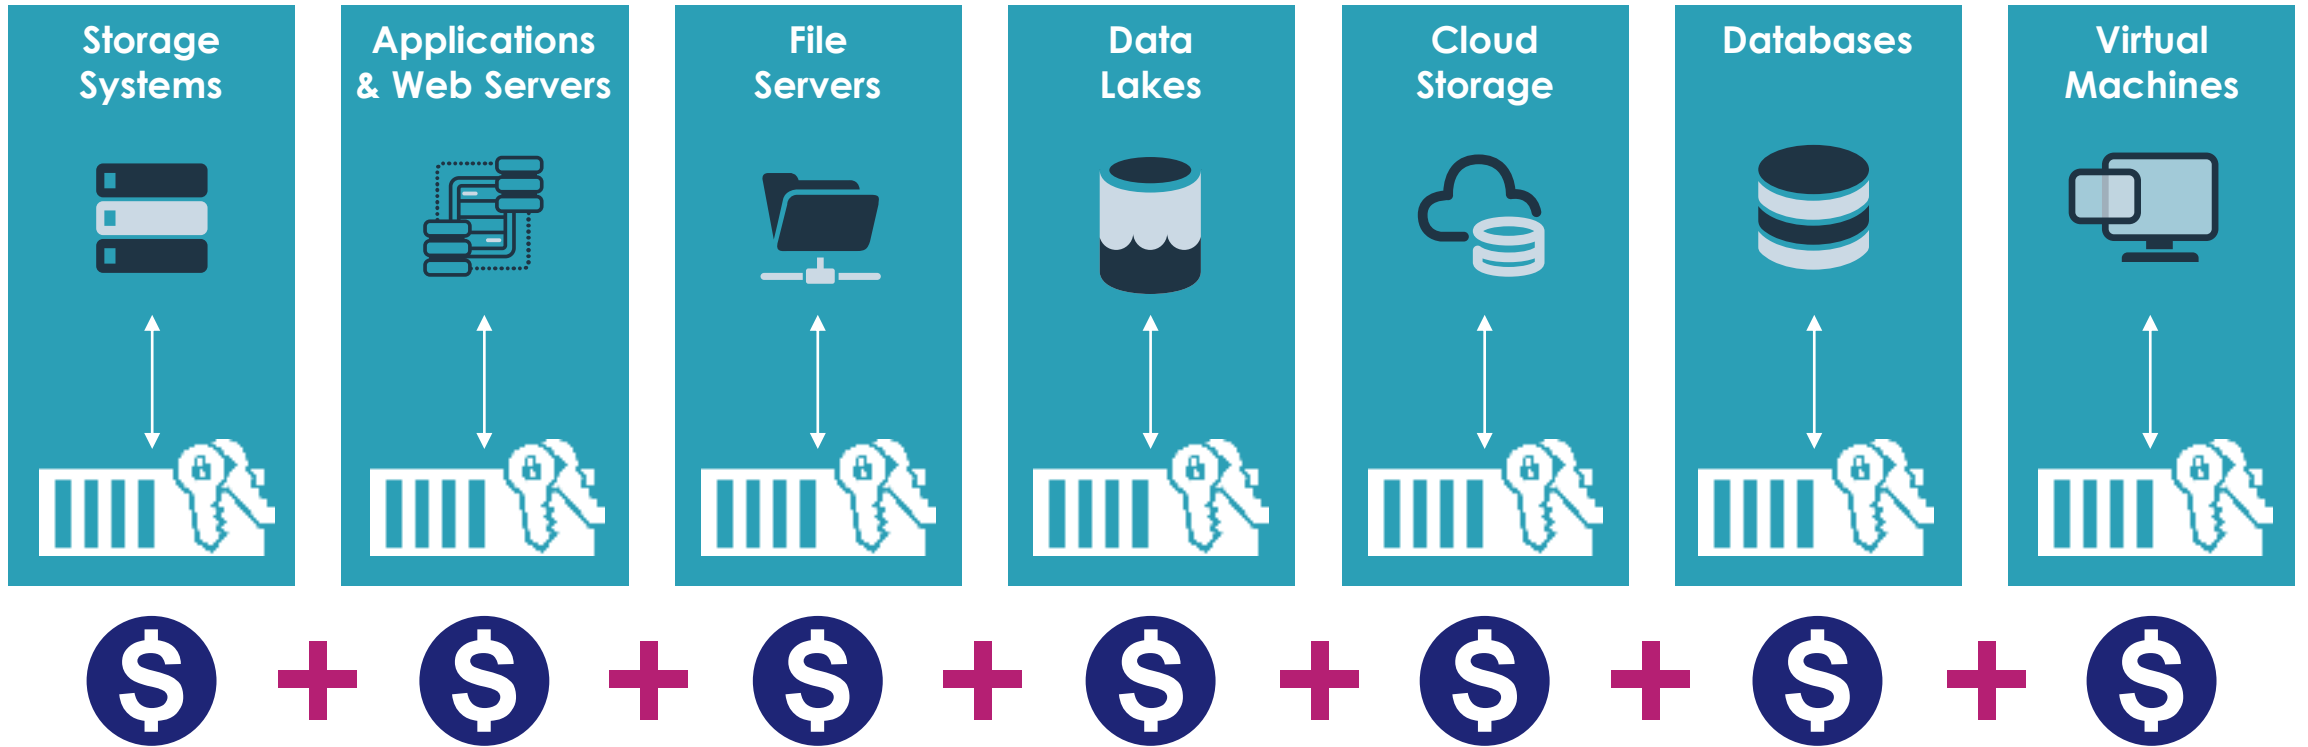 Storage
Systems
Applications
& Web Servers
File
Servers
Data
Lakes
Cloud
Storage
Databases
Virtual
Machines
$
$
$
$
$
$
$